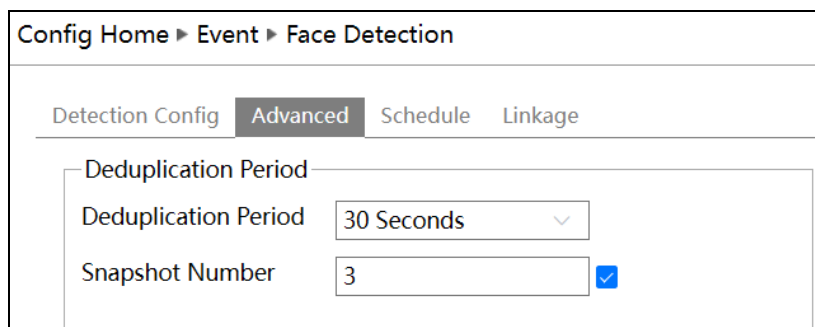 Config Home ▸ Event ▸ Face Detection
Detection Config Advanced Schedule Linkage
Deduplication Period
Deduplication Period 30 Seconds
Snapshot Number 3